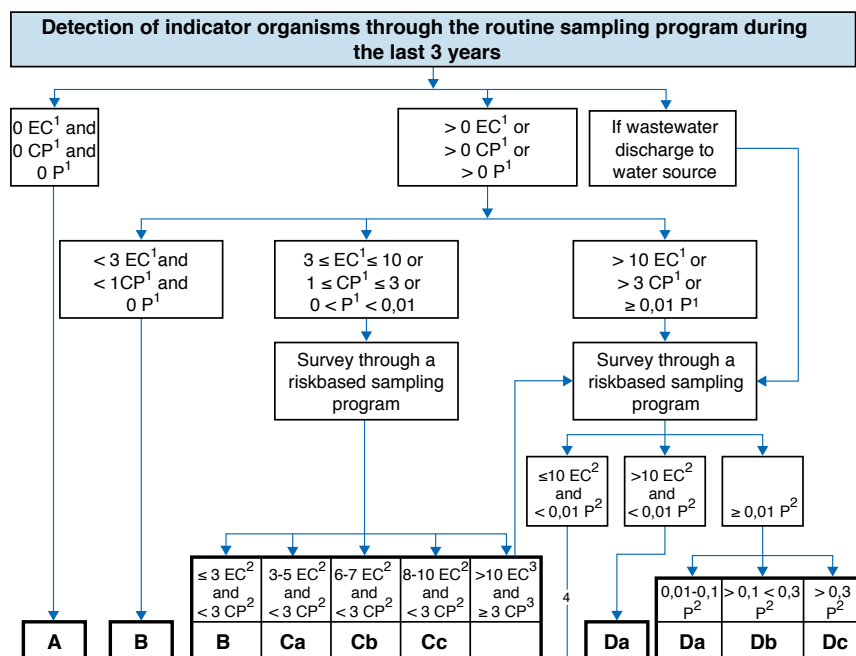 Detection of indicator organisms through the routine sampling program during
the last 3 years
0 EC¹ and
0 CP¹ and
0 P¹
> 0 EC¹ or
> 0 CP¹ or
> 0 P¹
If wastewater
discharge to
water source
< 3 EC¹and
< 1CP¹ and
0 P¹
3 ≤ EC¹ ≤ 10 or
1 ≤ CP¹ ≤ 3 or
0 < P¹ < 0,01
> 10 EC¹ or
> 3 CP¹ or
≥ 0,01 P¹
Survey through a
riskbased sampling
program
Survey through a
riskbased sampling
program
≤10 EC²
and
< 0,01 P²
>10 EC²
and
< 0,01 P²
≥ 0,01 P²
≤ 3 EC²
and
< 3 CP²
3-5 EC²
and
< 3 CP²
6-7 EC²
and
< 3 CP²
8-10 EC²
and
< 3 CP²
>10 EC³
and
≥ 3 CP³
4
0,01-0,1
P²
> 0,1 < 0,3
P²
> 0,3
P²
A
B
B
Ca
Cb
Cc
Da
Da
Db
Dc